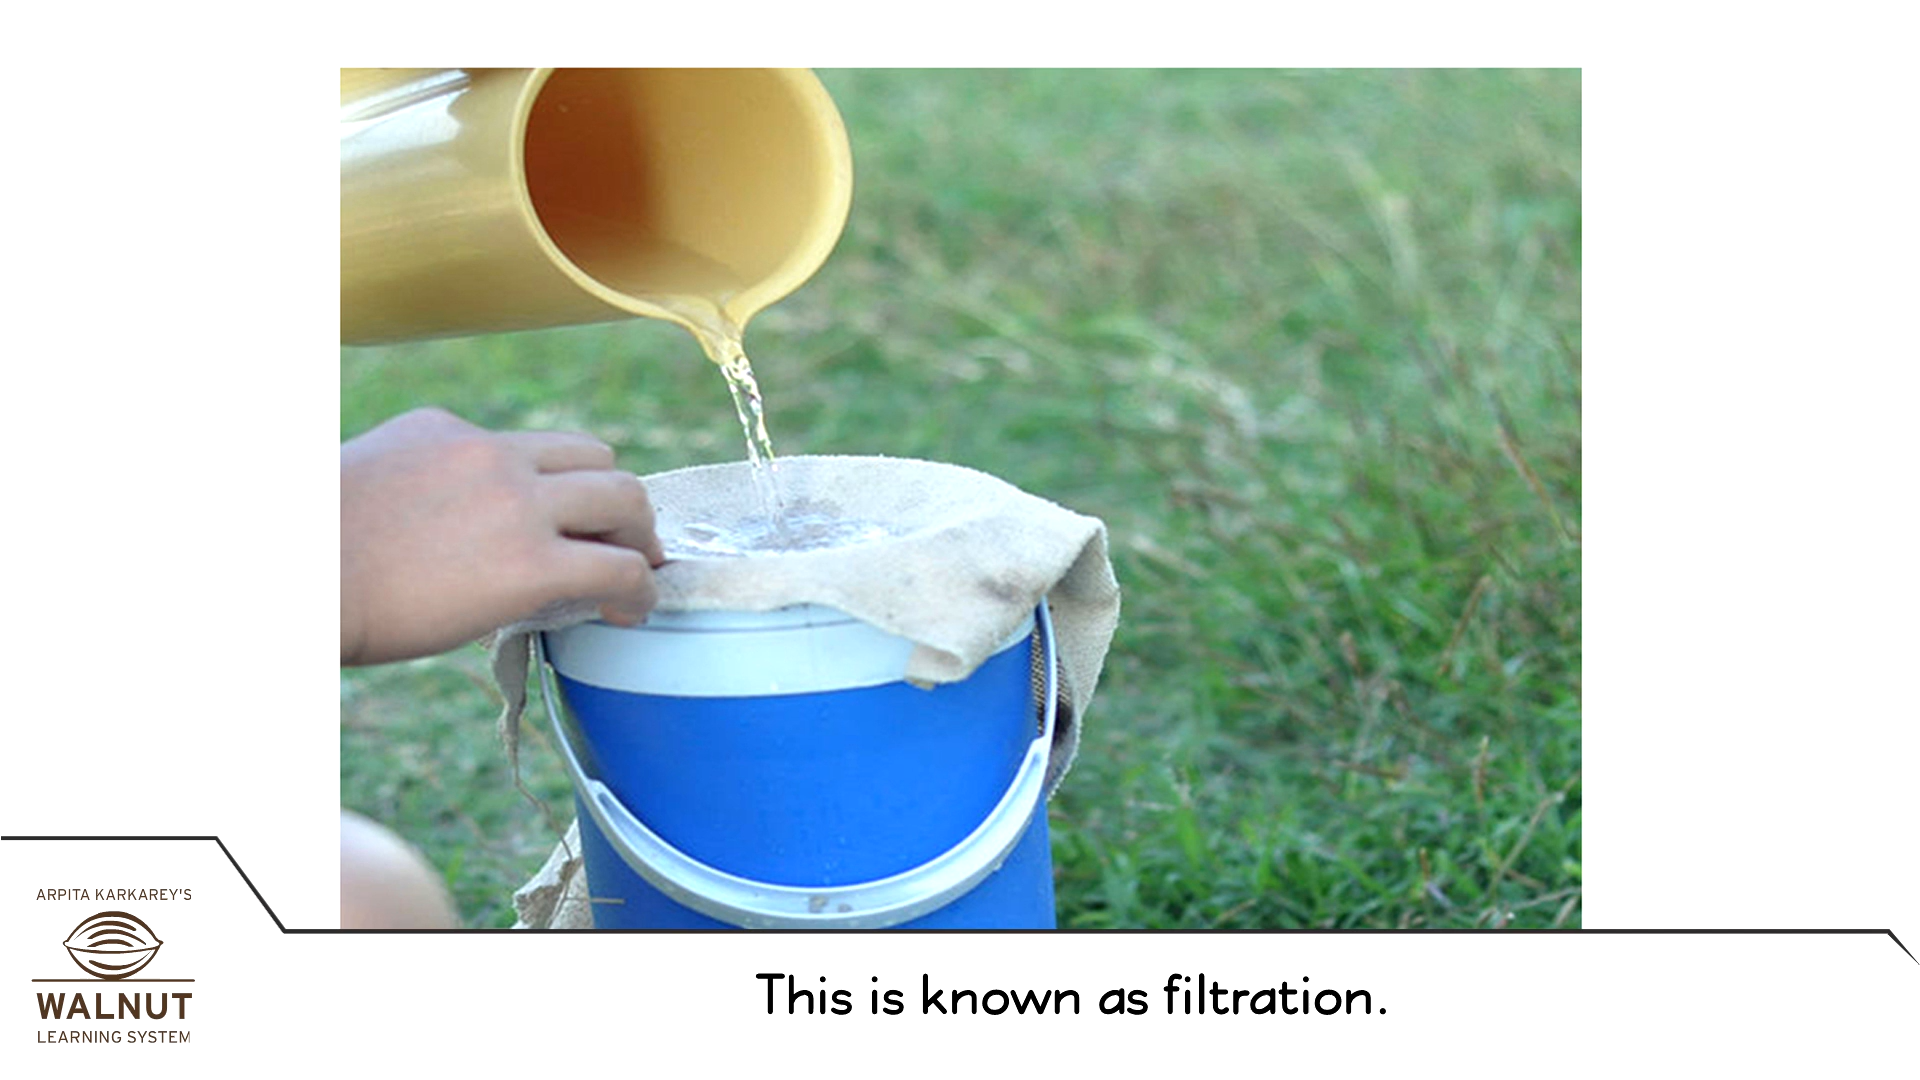 ARPITA KARKAREY'S
WALNUT
LEARNING SYSTEM
This is known as filtration.